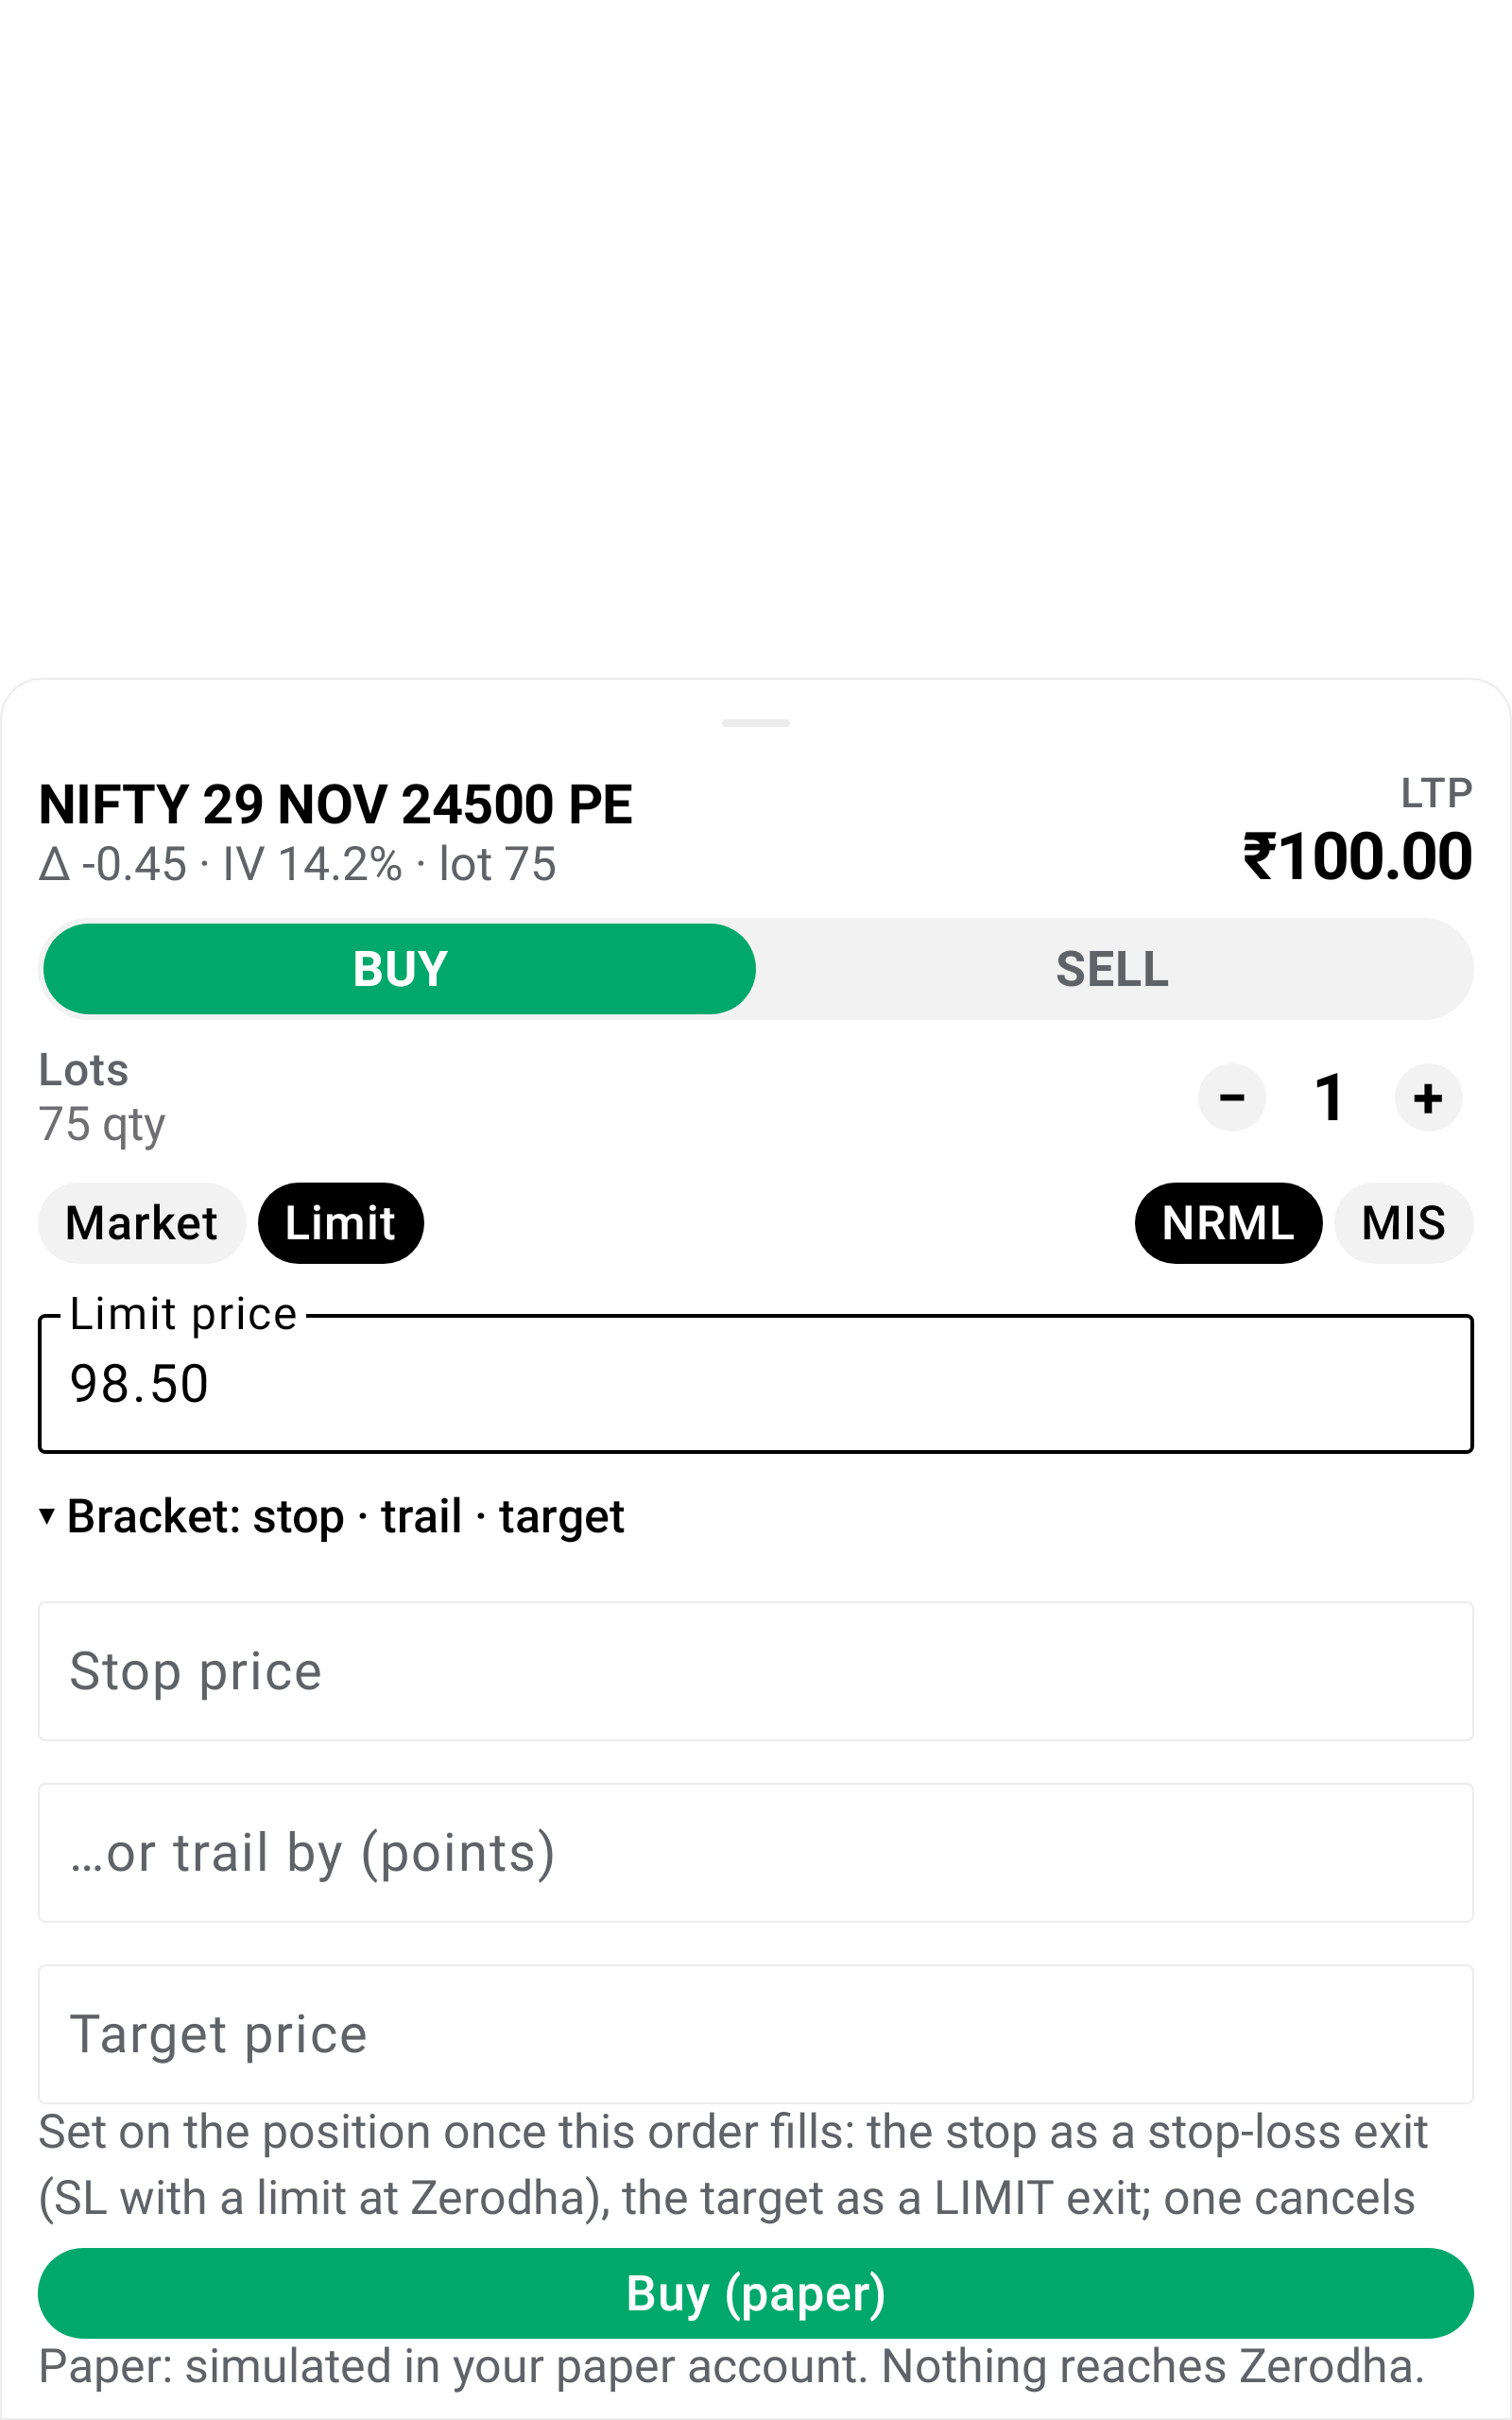 NIFTY 29 NOV 24500 PE
LTP
Δ -0.45 · IV 14.2% · lot 75
₹100.00
BUY
SELL
Lots
75 qty
−
1
+
Market
Limit
NRML
MIS
Limit price
98.50
▾ Bracket: stop · trail · target
Stop price
…or trail by (points)
Target price
Set on the position once this order fills: the stop as a stop-loss exit
(SL with a limit at Zerodha), the target as a LIMIT exit; one cancels
Buy (paper)
Paper: simulated in your paper account. Nothing reaches Zerodha.